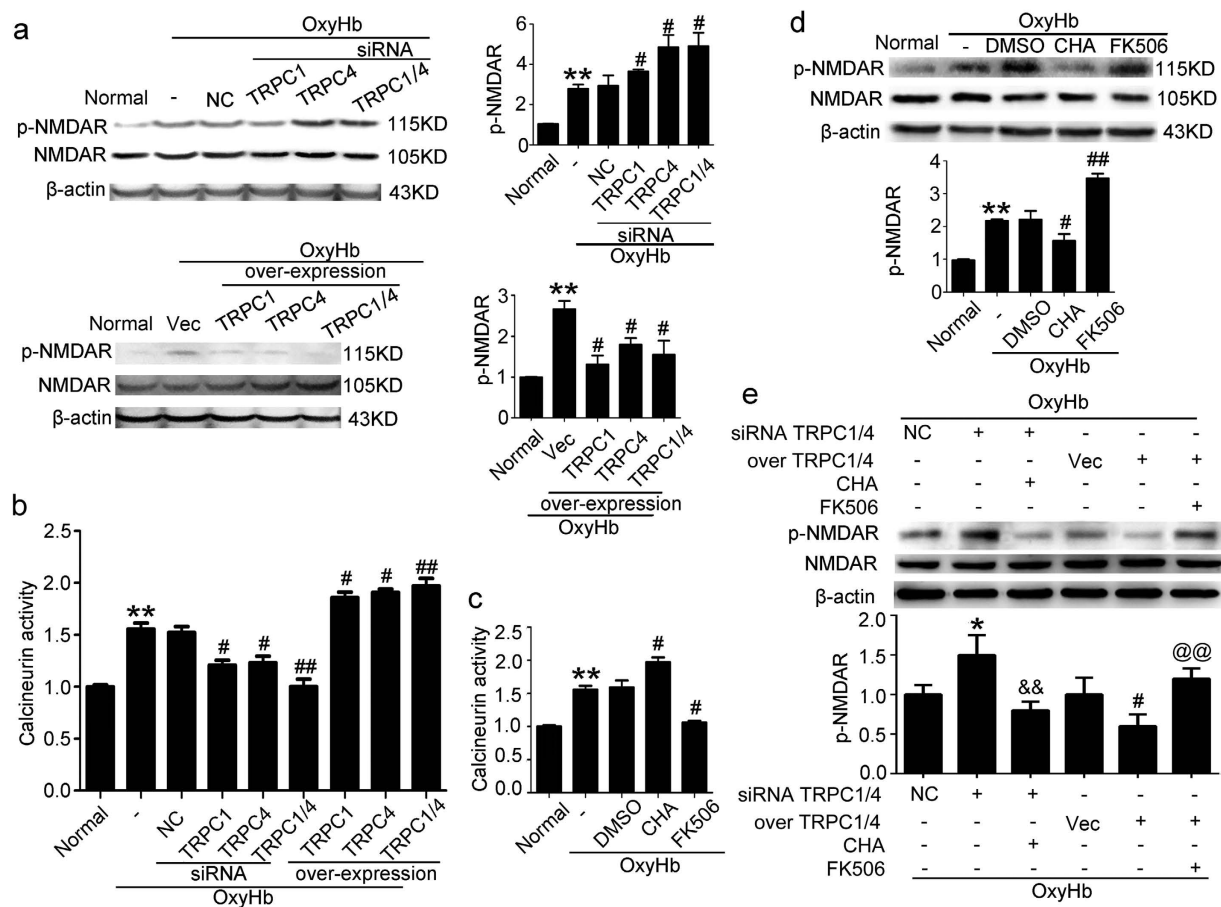 a
OxyHb
siRNA
Normal - NC TRPC1 TRPC4 TRPC1/4
p-NMDAR 115KD
NMDAR 105KD
β-actin 43KD
p-NMDAR
6
4
2
0
** # # #
Normal - NC TRPC1 TRPC4 TRPC1/4
siRNA
OxyHb
OxyHb
over-expression
Normal Vec TRPC1 TRPC4 TRPC1/4
p-NMDAR 115KD
NMDAR 105KD
β-actin 43KD
p-NMDAR
4
3
2
1
0
** # # #
Normal Vec TRPC1 TRPC4 TRPC1/4
over-expression
OxyHb
b
Calcineurin activity
2.5
2.0
1.5
1.0
0.5
0.0
** # # ## # # ##
Normal - NC TRPC1 TRPC4 TRPC1/4 TRPC1 TRPC4 TRPC1/4
siRNA over-expression
OxyHb
c
Calcineurin activity
2.5
2.0
1.5
1.0
0.5
0.0
** # #
Normal - DMSO CHA FK506
OxyHb
d
OxyHb
Normal - DMSO CHA FK506
p-NMDAR 115KD
NMDAR 105KD
β-actin 43KD
p-NMDAR
4
3
2
1
0
** # ##
Normal - DMSO CHA FK506
OxyHb
e
OxyHb
siRNA TRPC1/4 NC + + - - -
over TRPC1/4 - - - Vec + +
CHA - - + - - -
FK506 - - - - - +
p-NMDAR
NMDAR
β-actin
p-NMDAR
2.0
1.5
1.0
0.5
0.0
* && # @@
siRNA TRPC1/4 NC + + - - -
over TRPC1/4 - - - Vec + +
CHA - - + - - -
FK506 - - - - - +
OxyHb